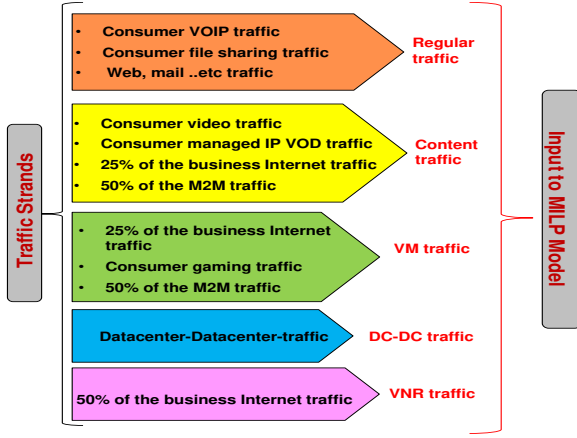 Traffic Strands
• Consumer VOIP traffic
• Consumer file sharing traffic
• Web, mail ..etc traffic
Regular
traffic
• Consumer video traffic
• Consumer managed IP VOD traffic
• 25% of the business Internet traffic
• 50% of the M2M traffic
Content
traffic
• 25% of the business Internet
traffic
• Consumer gaming traffic
• 50% of the M2M traffic
VM traffic
Datacenter-Datacenter-traffic
DC-DC traffic
50% of the business Internet traffic
VNR traffic
Input to MILP Model